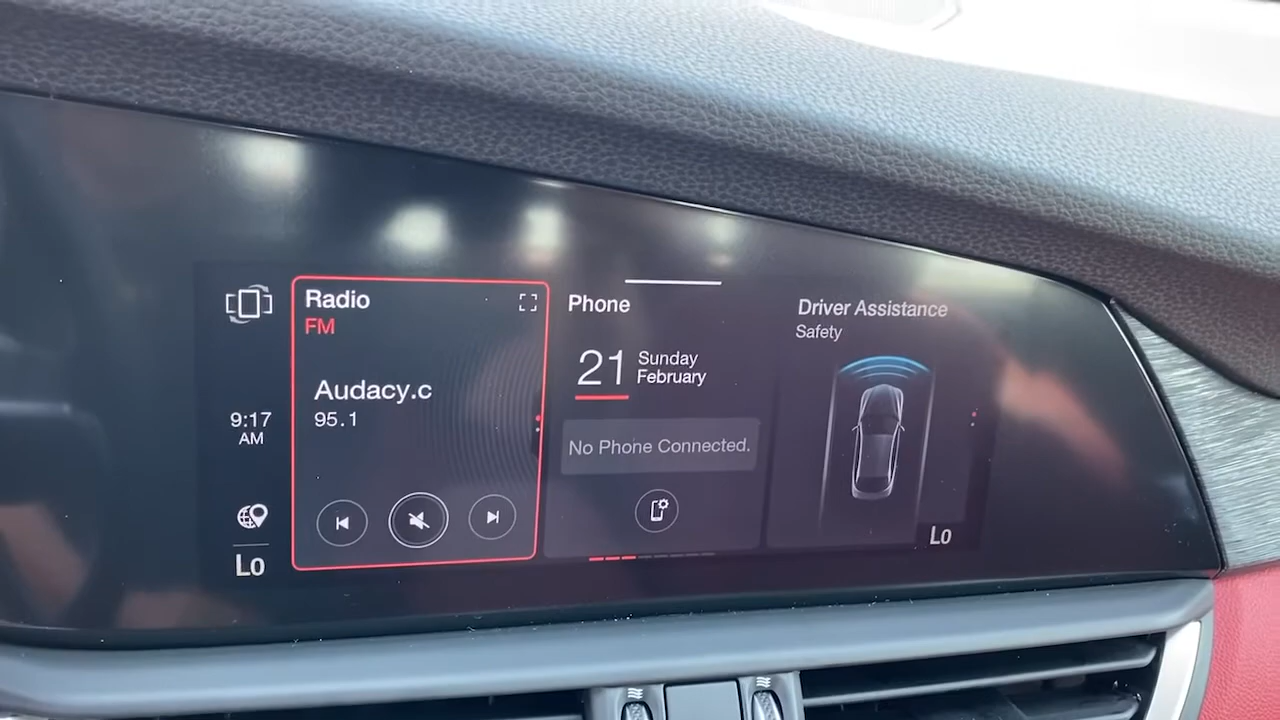 Radio
FM
Audacy.c
95.1
9:17
AM
Lo
Phone
21
Sunday
February
No Phone Connected.
Driver Assistance
Safety
Lo